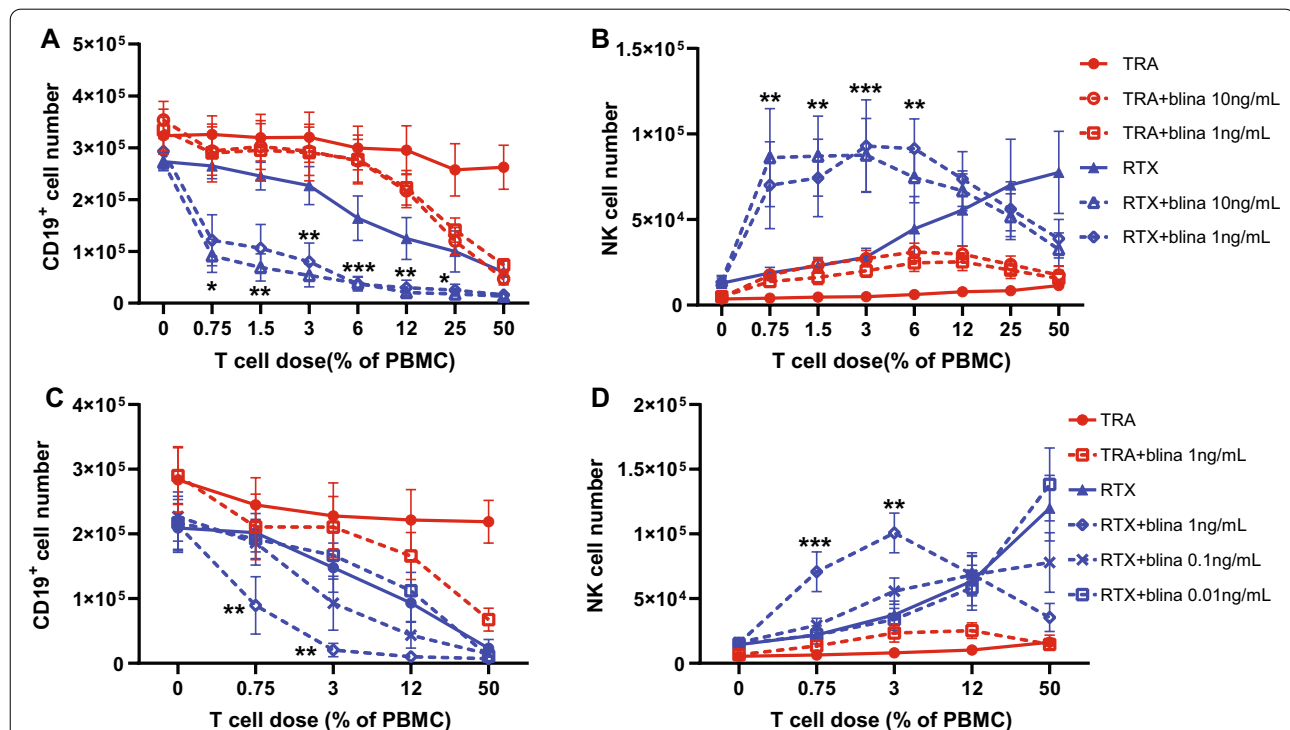 A
5×10⁵
4×10⁵
3×10⁵
2×10⁵
1×10⁵
0
CD19⁺ cell number
** *** ** *
* **
0 0.75 1.5 3 6 12 25 50
T cell dose(% of PBMC)
B
1.5×10⁵
1×10⁵
5×10⁴
0
NK cell number
** ** *** **
0 0.75 1.5 3 6 12 25 50
T cell dose(% of PBMC)
TRA
TRA+blina 10ng/mL
TRA+blina 1ng/mL
RTX
RTX+blina 10ng/mL
RTX+blina 1ng/mL
C
4×10⁵
3×10⁵
2×10⁵
1×10⁵
0
CD19⁺ cell number
**
**
0 0.75 3 12 50
T cell dose (% of PBMC)
D
2×10⁵
1.5×10⁵
1×10⁵
5×10⁴
0
NK cell number
*** **
0 0.75 3 12 50
T cell dose (% of PBMC)
TRA
TRA+blina 1ng/mL
RTX
RTX+blina 1ng/mL
RTX+blina 0.1ng/mL
RTX+blina 0.01ng/mL